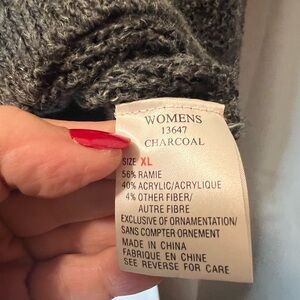 WOMENS
13647
CHARCOAL
SIZE XL
56% RAMIE
40% ACRYLIC/ACRYLIQUE
4% OTHER FIBER/
AUTRE FIBRE
EXCLUSIVE OF ORNAMENTATION/
SANS COMPTER ORNEMENT
MADE IN CHINA
FABRIQUE EN CHINE
SEE REVERSE FOR CARE